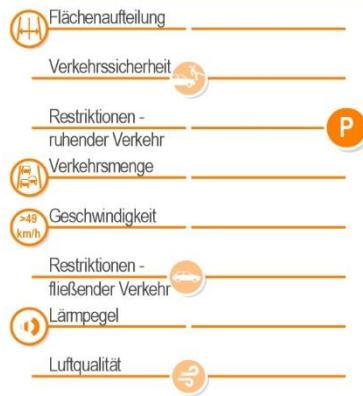 Flächenaufteilung
Verkehrssicherheit
Restriktionen -
ruhender Verkehr
P
Verkehrsmenge
>49
km/h
Geschwindigkeit
Restriktionen -
fließender Verkehr
Lärmpegel
Luftqualität